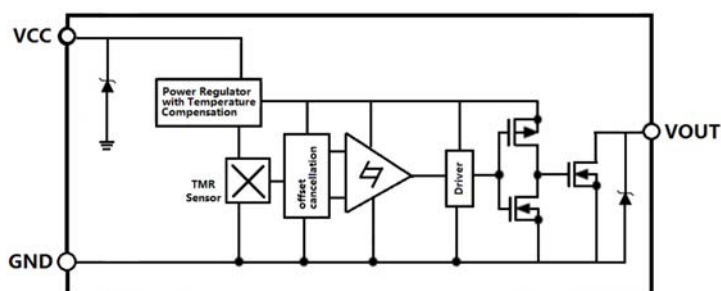 VCC
Power Regulator
with Temperature
Compensation
VOUT
TMR
Sensor
offset
cancellation
Driver
GND